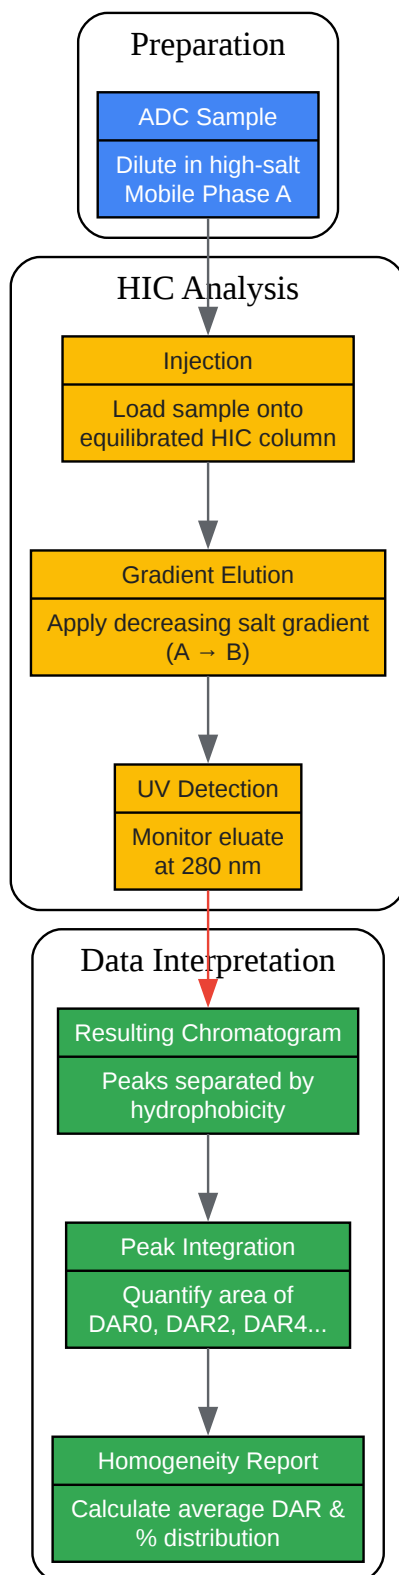 Preparation
ADC Sample
Dilute in high-salt
Mobile Phase A
HIC Analysis
Injection
Load sample onto
equilibrated HIC column
Gradient Elution
Apply decreasing salt gradient
(A → B)
UV Detection
Monitor eluate
at 280 nm
Data Interpretation
Resulting Chromatogram
Peaks separated by
hydrophobicity
Peak Integration
Quantify area of
DAR0, DAR2, DAR4...
Homogeneity Report
Calculate average DAR &
% distribution